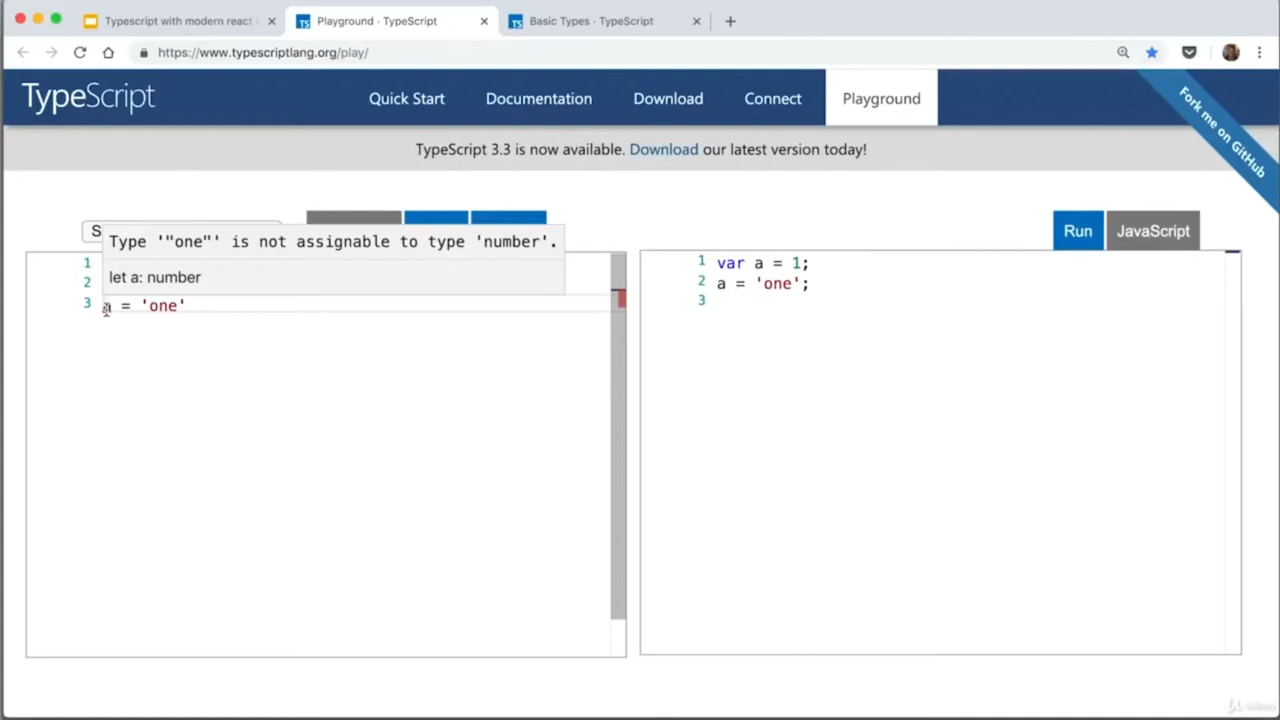 Typescript with modern react
Playground · TypeScript
Basic Types · TypeScript
https://www.typescriptlang.org/play/
TypeScript
Quick Start
Documentation
Download
Connect
Playground
Fork me on GitHub
TypeScript 3.3 is now available. Download our latest version today!
S
Run
JavaScript
Type '"one"' is not assignable to type 'number'.
let a: number
1
2
3 a = 'one'
1 var a = 1;
2 a = 'one';
3